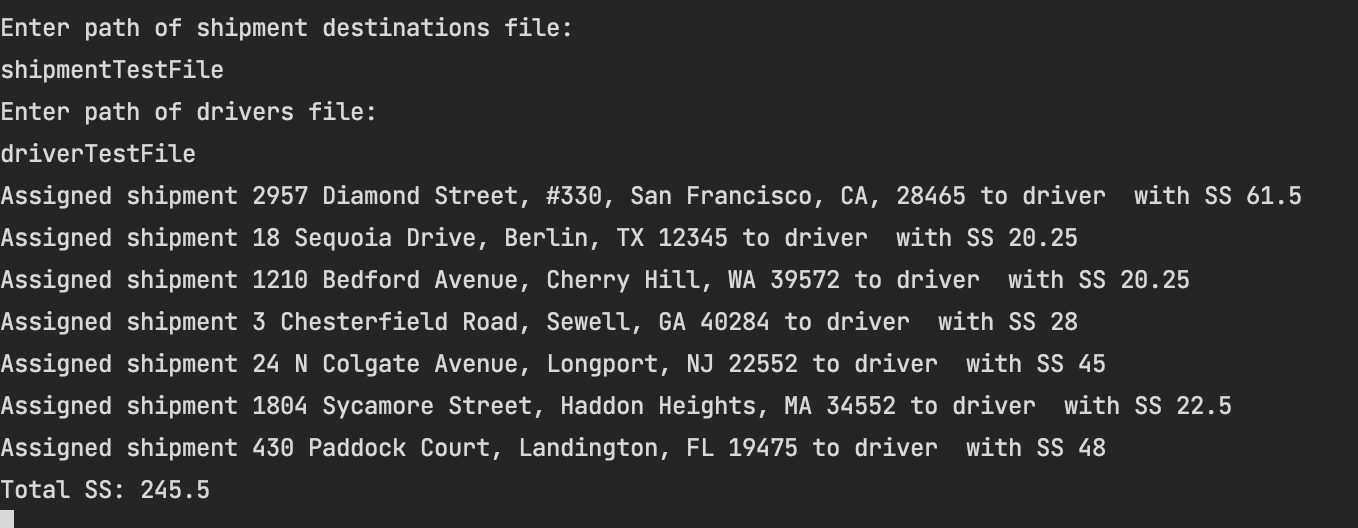 Enter path of shipment destinations file:
shipmentTestFile
Enter path of drivers file:
driverTestFile
Assigned shipment 2957 Diamond Street, #330, San Francisco, CA, 28465 to driver  with SS 61.5
Assigned shipment 18 Sequoia Drive, Berlin, TX 12345 to driver  with SS 20.25
Assigned shipment 1210 Bedford Avenue, Cherry Hill, WA 39572 to driver  with SS 20.25
Assigned shipment 3 Chesterfield Road, Sewell, GA 40284 to driver  with SS 28
Assigned shipment 24 N Colgate Avenue, Longport, NJ 22552 to driver  with SS 45
Assigned shipment 1804 Sycamore Street, Haddon Heights, MA 34552 to driver  with SS 22.5
Assigned shipment 430 Paddock Court, Landington, FL 19475 to driver  with SS 48
Total SS: 245.5